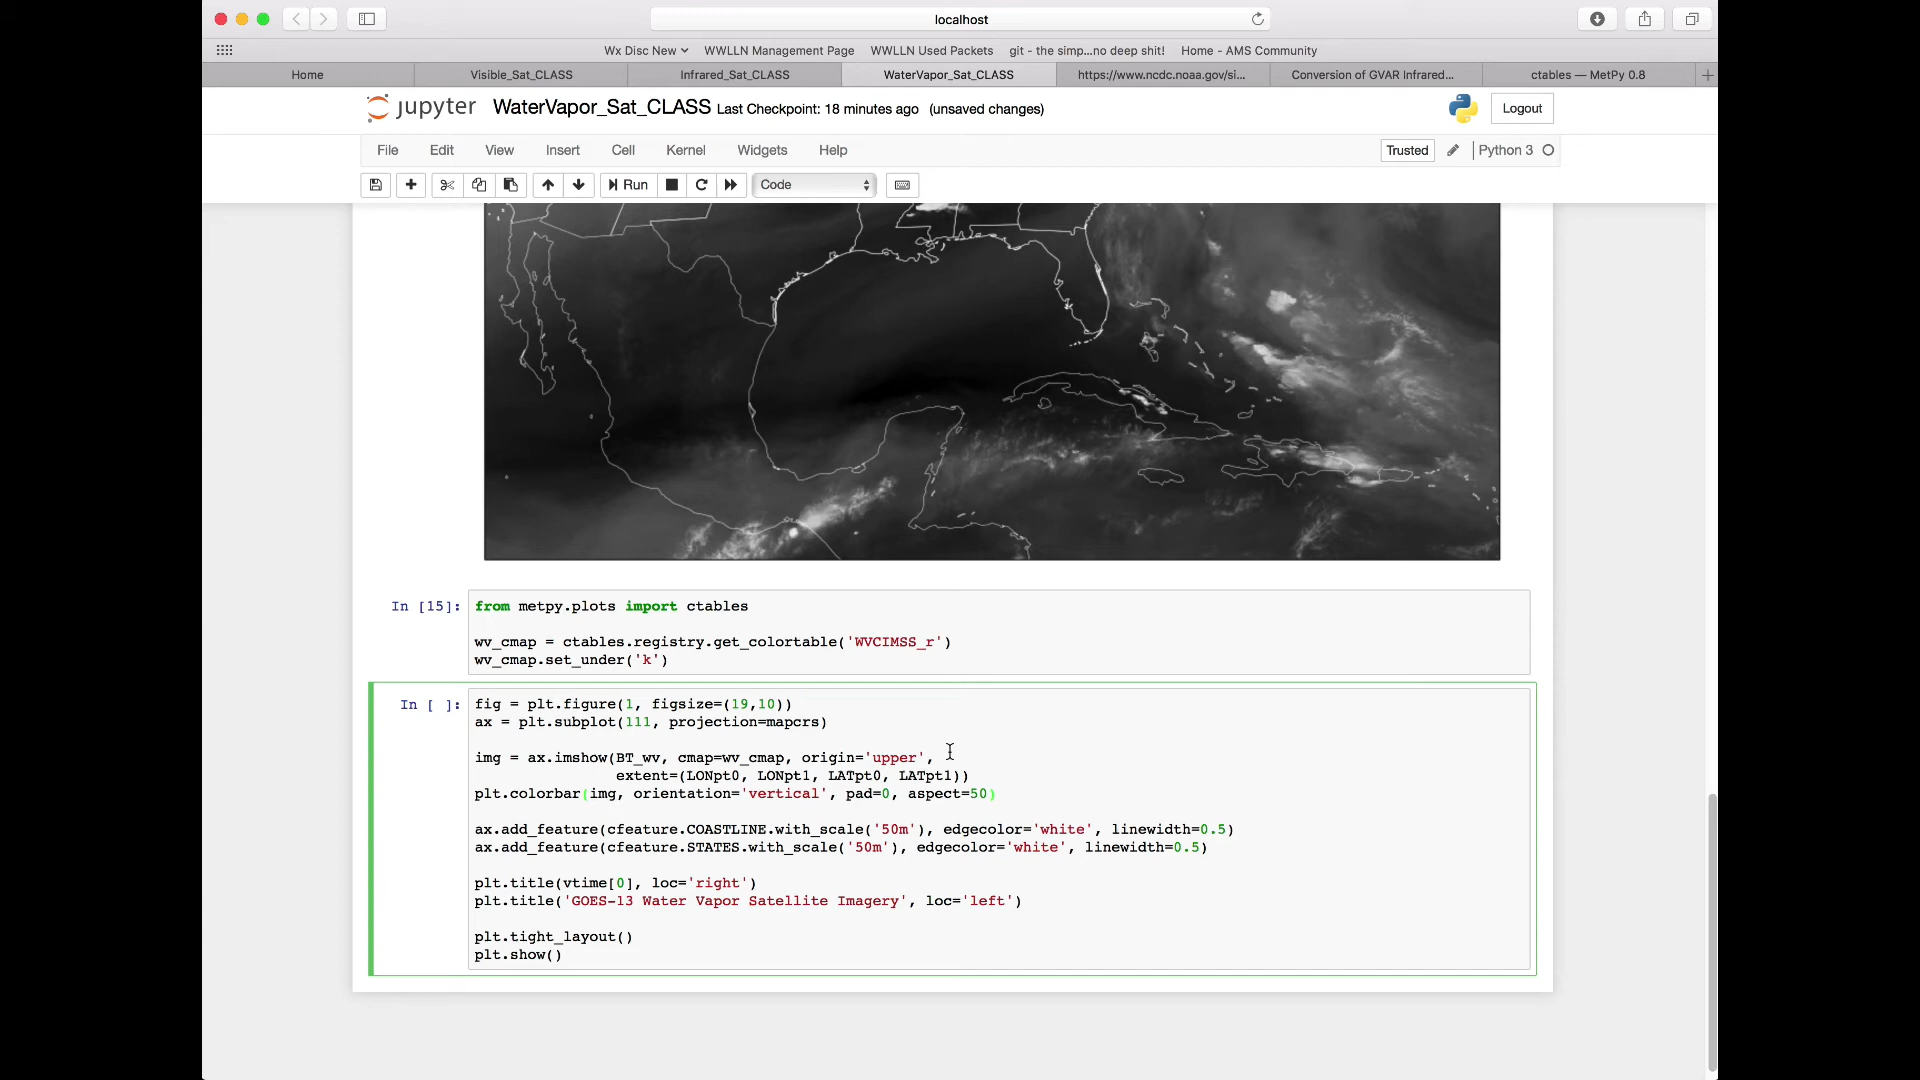 localhost
Wx Disc New
WWLLN Management Page
WWLLN Used Packets
git - the simp...no deep shit!
Home - AMS Community
Home
Visible_Sat_CLASS
Infrared_Sat_CLASS
WaterVapor_Sat_CLASS
https://www.ncdc.noaa.gov/si...
Conversion of GVAR Infrared...
ctables — MetPy 0.8
jupyter WaterVapor_Sat_CLASS Last Checkpoint: 18 minutes ago (unsaved changes)
Logout
File Edit View Insert Cell Kernel Widgets Help
Trusted
Python 3
Run
Code
In [15]:
from metpy.plots import ctables
wv_cmap = ctables.registry.get_colortable('WVCIMSS_r')
wv_cmap.set_under('k')
In [ ]:
fig = plt.figure(1, figsize=(19,10))
ax = plt.subplot(111, projection=mapcrs)
img = ax.imshow(BT_wv, cmap=wv_cmap, origin='upper',
extent=(LONpt0, LONpt1, LATpt0, LATpt1))
plt.colorbar(img, orientation='vertical', pad=0, aspect=50)
ax.add_feature(cfeature.COASTLINE.with_scale('50m'), edgecolor='white', linewidth=0.5)
ax.add_feature(cfeature.STATES.with_scale('50m'), edgecolor='white', linewidth=0.5)
plt.title(vtime[0], loc='right')
plt.title('GOES-13 Water Vapor Satellite Imagery', loc='left')
plt.tight_layout()
plt.show()